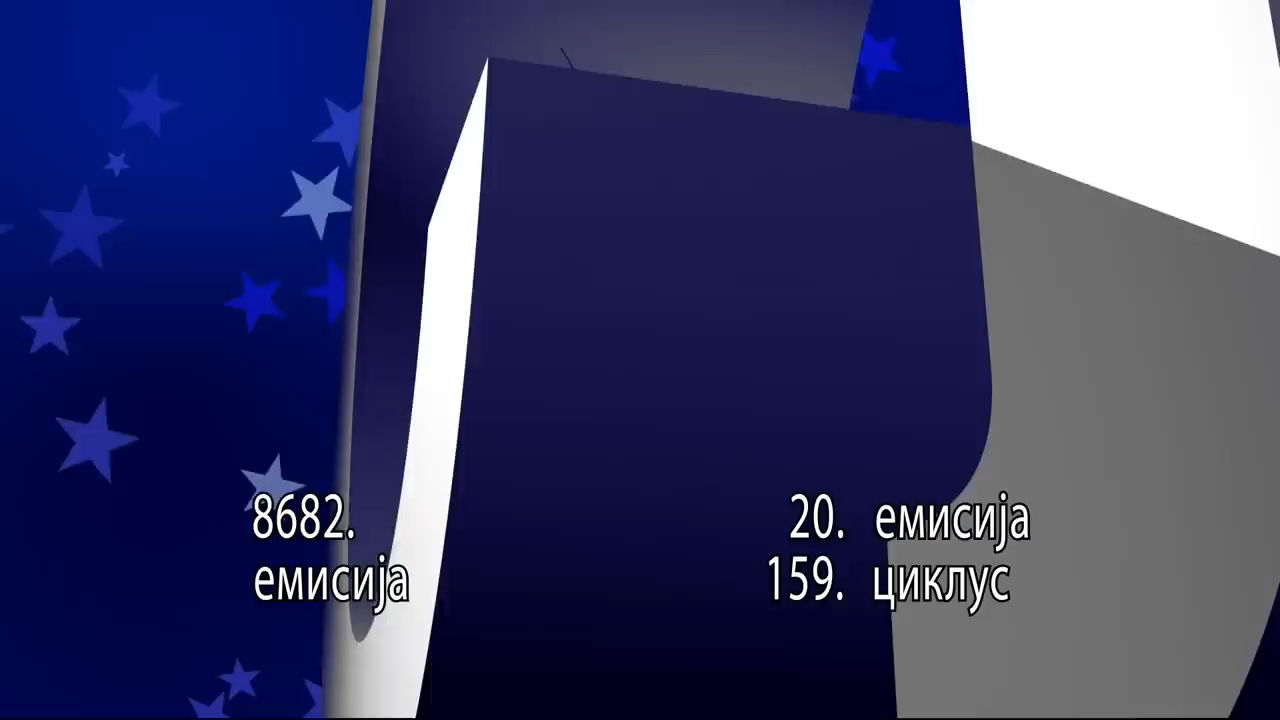 8682.
емисија
20. емисија
159. циклус